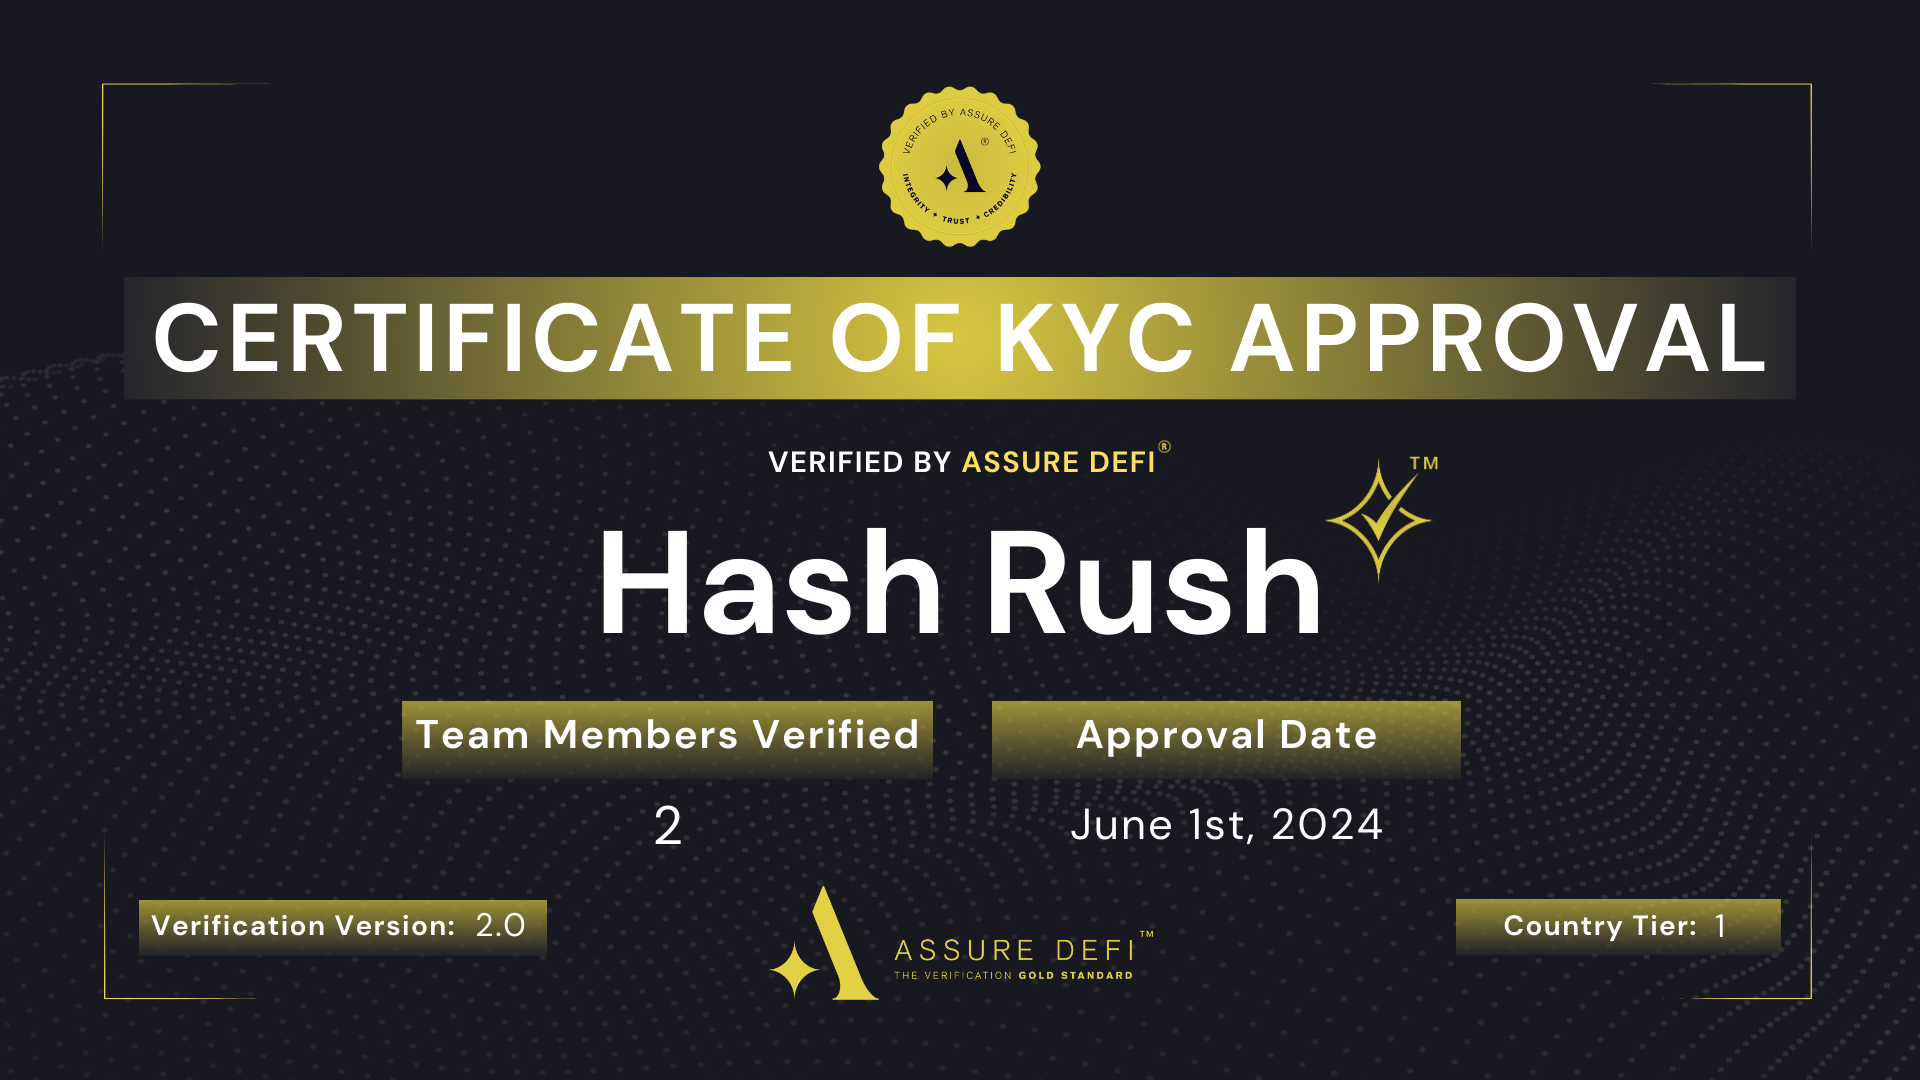 VERIFIED BY ASSURE DEFI
A®
INTEGRITY ✦ TRUST ✦ CREDIBILITY
CERTIFICATE OF KYC APPROVAL
VERIFIED BY ASSURE DEFI®
Hash Rush
TM
Team Members Verified
2
Approval Date
June 1st, 2024
Verification Version: 2.0
ASSURE DEFI™
THE VERIFICATION GOLD STANDARD
Country Tier: 1